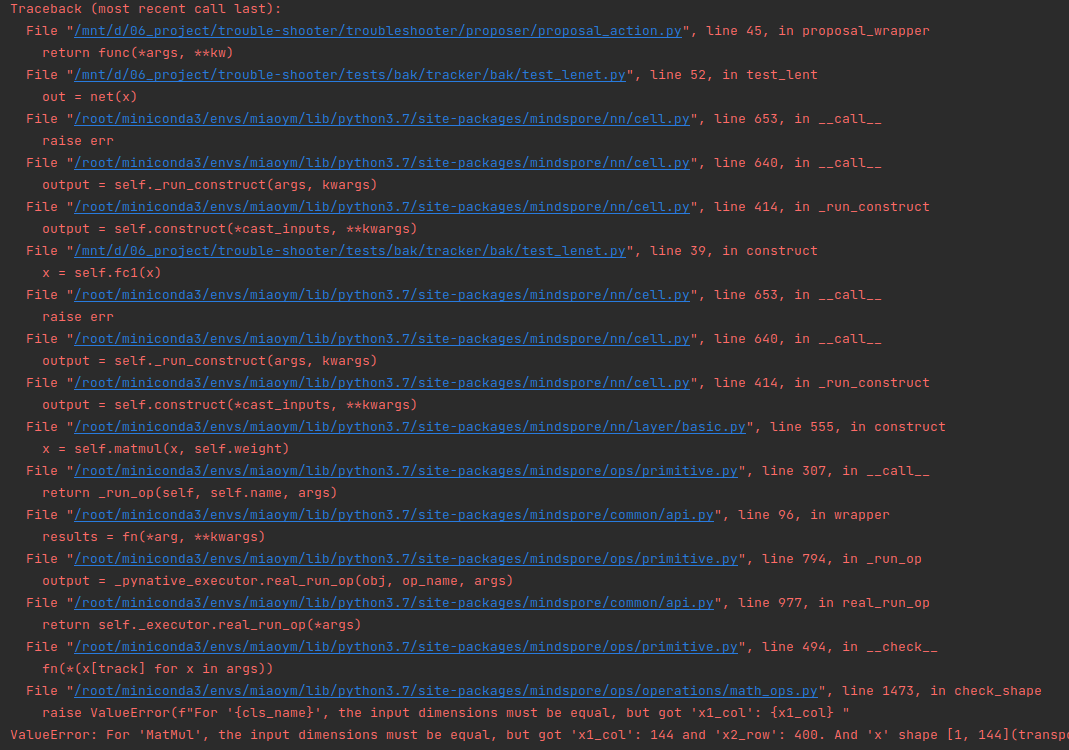 Traceback (most recent call last):
File "/mnt/d/06_project/trouble-shooter/troubleshooter/proposer/proposal_action.py", line 45, in proposal_wrapper
return func(*args, **kw)
File "/mnt/d/06_project/trouble-shooter/tests/bak/tracker/bak/test_lenet.py", line 52, in test_lent
out = net(x)
File "/root/miniconda3/envs/miaoym/lib/python3.7/site-packages/mindspore/nn/cell.py", line 653, in __call__
raise err
File "/root/miniconda3/envs/miaoym/lib/python3.7/site-packages/mindspore/nn/cell.py", line 640, in __call__
output = self._run_construct(args, kwargs)
File "/root/miniconda3/envs/miaoym/lib/python3.7/site-packages/mindspore/nn/cell.py", line 414, in _run_construct
output = self.construct(*cast_inputs, **kwargs)
File "/mnt/d/06_project/trouble-shooter/tests/bak/tracker/bak/test_lenet.py", line 39, in construct
x = self.fc1(x)
File "/root/miniconda3/envs/miaoym/lib/python3.7/site-packages/mindspore/nn/cell.py", line 653, in __call__
raise err
File "/root/miniconda3/envs/miaoym/lib/python3.7/site-packages/mindspore/nn/cell.py", line 640, in __call__
output = self._run_construct(args, kwargs)
File "/root/miniconda3/envs/miaoym/lib/python3.7/site-packages/mindspore/nn/cell.py", line 414, in _run_construct
output = self.construct(*cast_inputs, **kwargs)
File "/root/miniconda3/envs/miaoym/lib/python3.7/site-packages/mindspore/nn/layer/basic.py", line 555, in construct
x = self.matmul(x, self.weight)
File "/root/miniconda3/envs/miaoym/lib/python3.7/site-packages/mindspore/ops/primitive.py", line 307, in __call__
return _run_op(self, self.name, args)
File "/root/miniconda3/envs/miaoym/lib/python3.7/site-packages/mindspore/common/api.py", line 96, in wrapper
results = fn(*arg, **kwargs)
File "/root/miniconda3/envs/miaoym/lib/python3.7/site-packages/mindspore/ops/primitive.py", line 794, in _run_op
output = _pynative_executor.real_run_op(obj, op_name, args)
File "/root/miniconda3/envs/miaoym/lib/python3.7/site-packages/mindspore/common/api.py", line 977, in real_run_op
return self._executor.real_run_op(*args)
File "/root/miniconda3/envs/miaoym/lib/python3.7/site-packages/mindspore/ops/primitive.py", line 494, in __check__
fn(*(x[track] for x in args))
File "/root/miniconda3/envs/miaoym/lib/python3.7/site-packages/mindspore/ops/operations/math_ops.py", line 1473, in check_shape
raise ValueError(f"For '{cls_name}', the input dimensions must be equal, but got 'x1_col': {x1_col} "
ValueError: For 'MatMul', the input dimensions must be equal, but got 'x1_col': 144 and 'x2_row': 400. And 'x' shape [1, 144](transpo